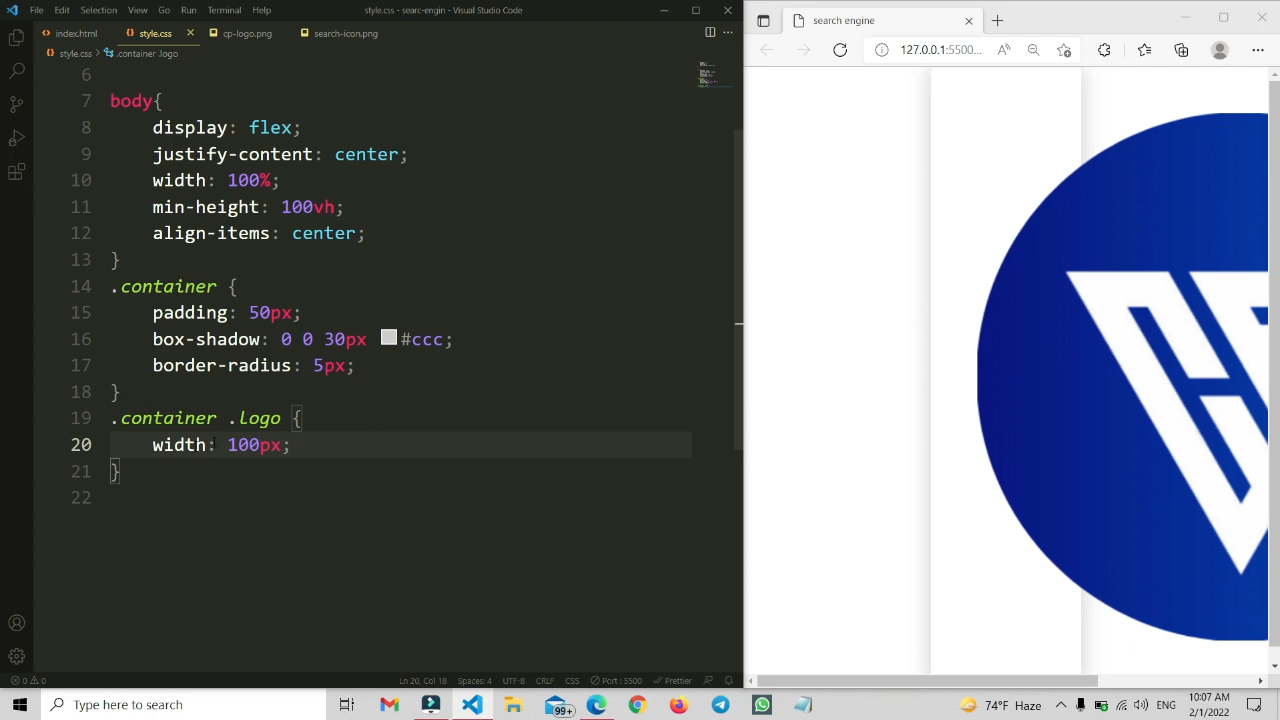 File Edit Selection View Go Run Terminal Help
style.css - searc-engin - Visual Studio Code
index.html style.css cp-logo.png search-icon.png
style.css .container .logo
6
7 body{
8 display: flex;
9 justify-content: center;
10 width: 100%;
11 min-height: 100vh;
12 align-items: center;
13 }
14 .container {
15 padding: 50px;
16 box-shadow: 0 0 30px #ccc;
17 border-radius: 5px;
18 }
19 .container .logo {
20 width: 100px;
21 }
22
0 0
Ln 20, Col 18 Spaces: 4 UTF-8 CRLF CSS Port : 5500 Prettier
search engine
127.0.0.1:5500...
Type here to search
99+
74°F Haze
ENG
10:07 AM
2/1/2022